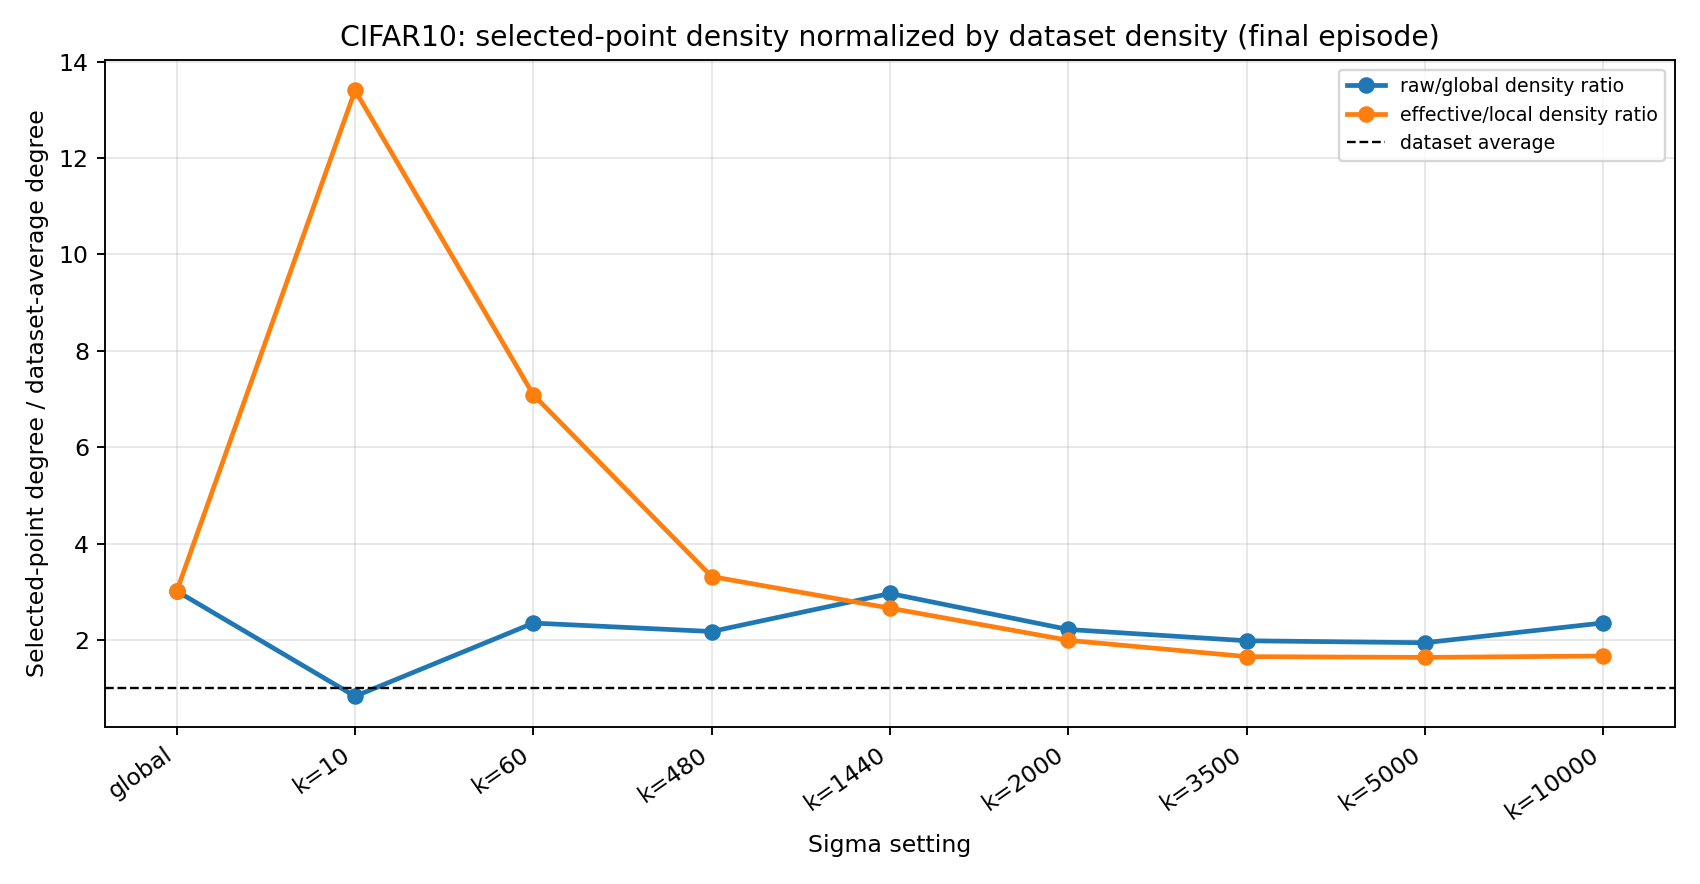 CIFAR10: selected-point density normalized by dataset density (final episode)
raw/global density ratio
effective/local density ratio
dataset average
Selected-point degree / dataset-average degree
14
12
10
8
6
4
2
global
k=10
k=60
k=480
k=1440
k=2000
k=3500
k=5000
k=10000
Sigma setting